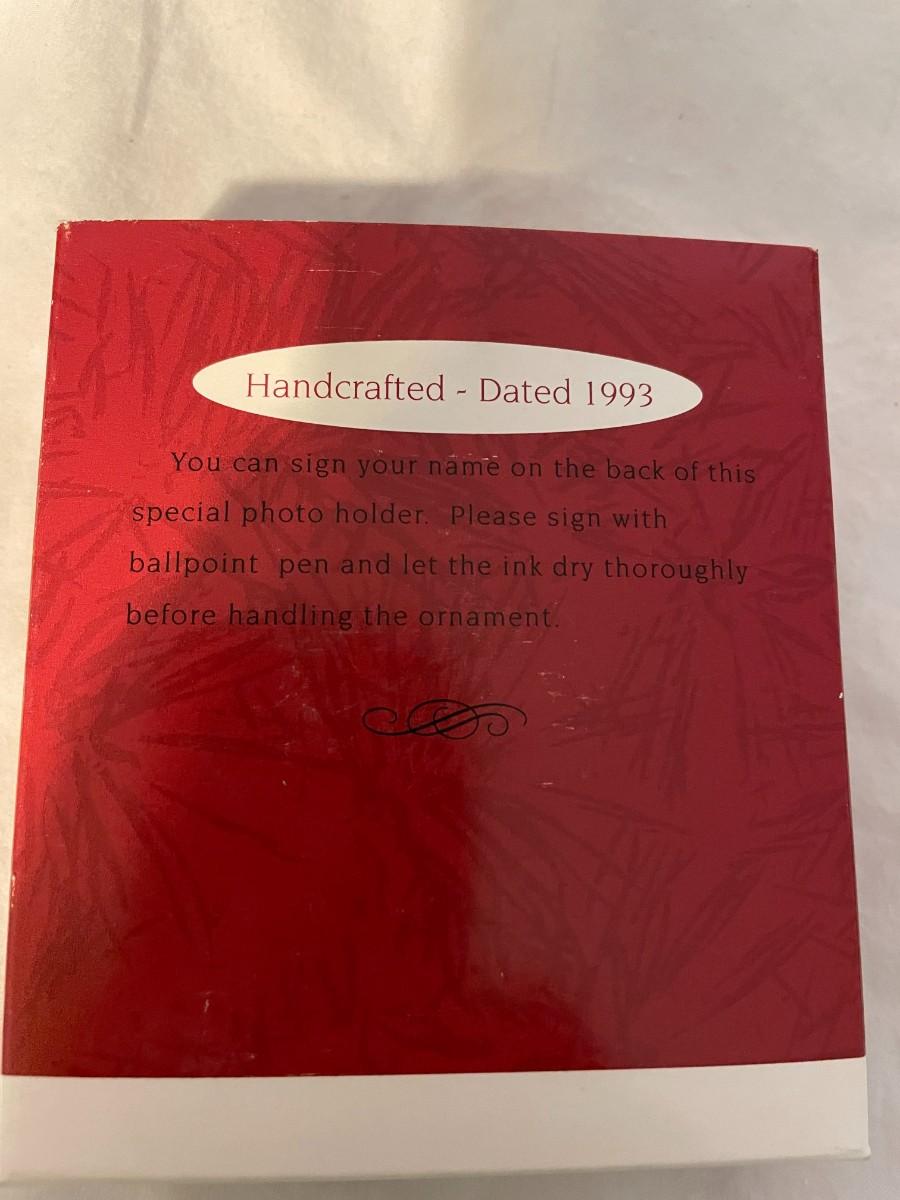 Handcrafted - Dated 1993
You can sign your name on the back of this
special photo holder. Please sign with
ballpoint pen and let the ink dry thoroughly
before handling the ornament.